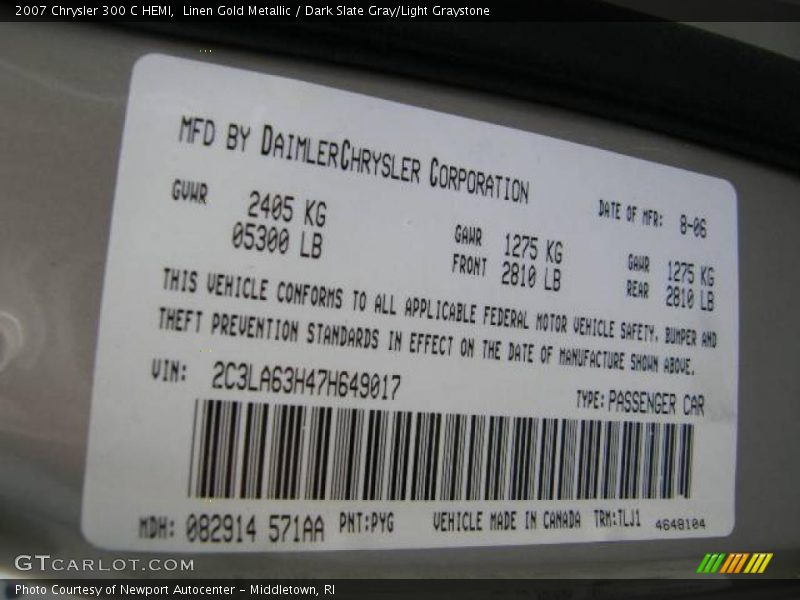 2007 Chrysler 300 C HEMI,  Linen Gold Metallic / Dark Slate Gray/Light Graystone
MFD BY DAIMLERCHRYSLER CORPORATION
DATE OF MFR: 8-06
GVWR 2405 KG
05300 LB
GAWR FRONT 1275 KG
2810 LB
GAWR REAR 1275 KG
2810 LB
THIS VEHICLE CONFORMS TO ALL APPLICABLE FEDERAL MOTOR VEHICLE SAFETY, BUMPER AND
THEFT PREVENTION STANDARDS IN EFFECT ON THE DATE OF MANUFACTURE SHOWN ABOVE.
VIN: 2C3LA63H47H649017
TYPE: PASSENGER CAR
MDH: 082914 571AA PNT:PYG VEHICLE MADE IN CANADA TRM:TLJ1 4648104
GTCARLOT.COM
Photo Courtesy of Newport Autocenter - Middletown, RI